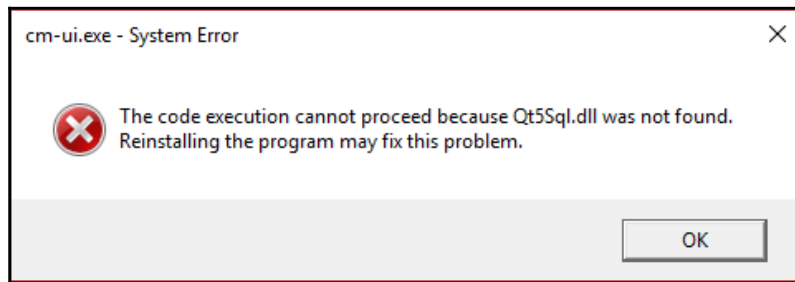 cm-ui.exe - System Error
The code execution cannot proceed because Qt5Sql.dll was not found.
Reinstalling the program may fix this problem.
OK